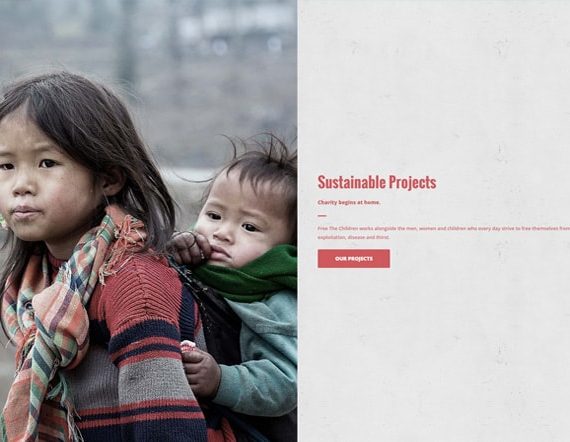 Sustainable Projects
Charity begins at home.
Free The Children works alongside the men, women and children who every day strive to free themselves from
exploitation, disease and thirst.
OUR PROJECTS